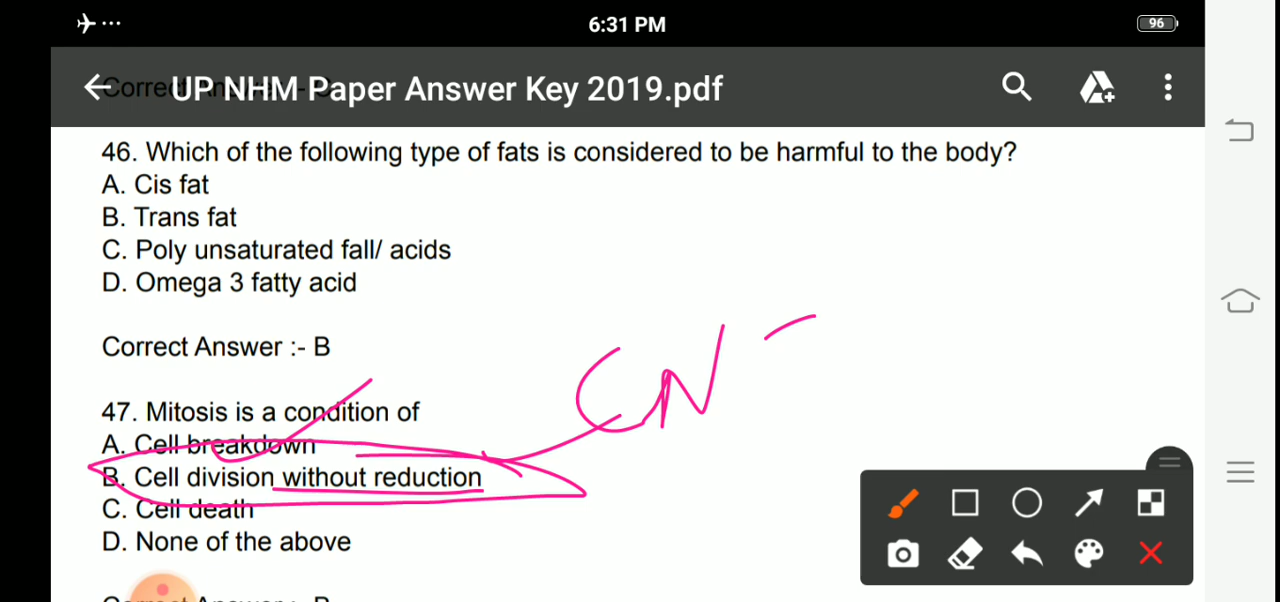 6:31 PM
96
UP NHM Paper Answer Key 2019.pdf
46. Which of the following type of fats is considered to be harmful to the body?
A. Cis fat
B. Trans fat
C. Poly unsaturated fall/ acids
D. Omega 3 fatty acid
Correct Answer :- B
47. Mitosis is a condition of
A. Cell breakdown
B. Cell division without reduction
C. Cell death
D. None of the above